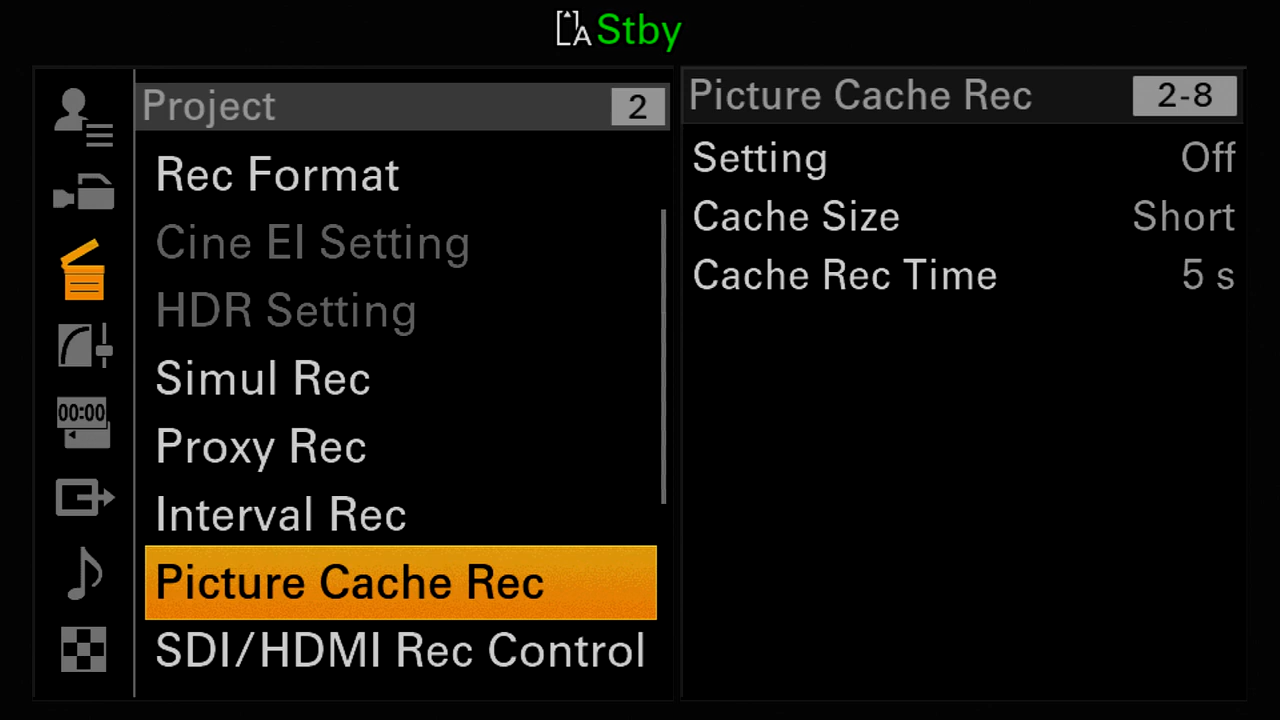 A Stby
Project 2
Rec Format
Cine EI Setting
HDR Setting
Simul Rec
Proxy Rec
Interval Rec
Picture Cache Rec
SDI/HDMI Rec Control
00:00
Picture Cache Rec 2-8
Setting Off
Cache Size Short
Cache Rec Time 5 s